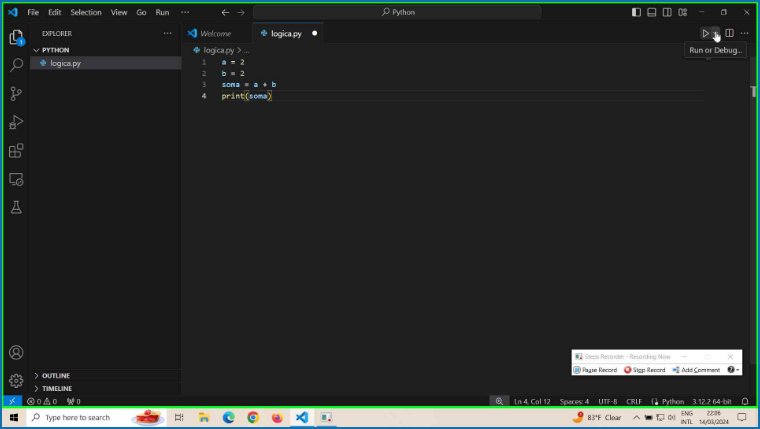 File Edit Selection View Go Run ··· Python
EXPLORER ···
PYTHON
logica.py
1
Welcome
logica.py
logica.py > ...
Run or Debug...
1 a = 2
2 b = 2
3 soma = a + b
4 print(soma)
Steps Recorder - Recording Now
Pause Record Stop Record Add Comment
OUTLINE
TIMELINE
0 0 0 Ln 4, Col 12 Spaces: 4 UTF-8 CRLF Python 3.12.2 64-bit
Type here to search
83°F Clear
ENG
INTL
22:06
14/03/2024